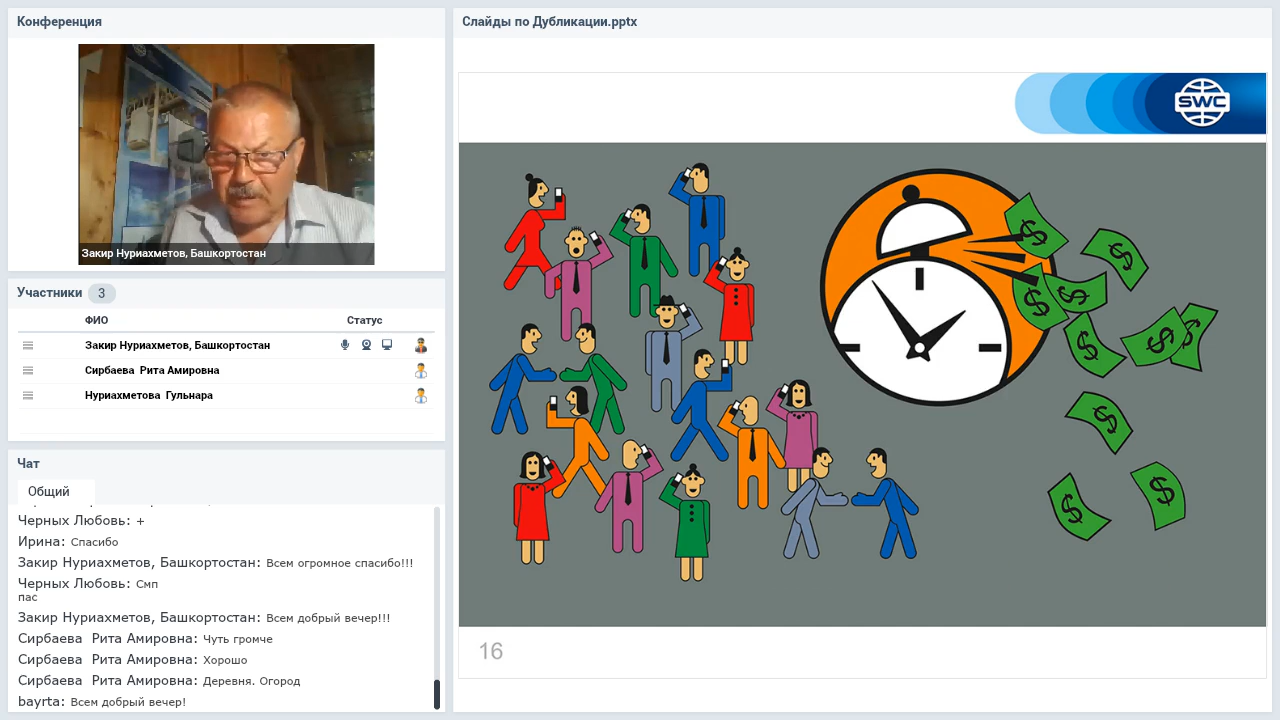 Конференция
Закир Нуриахметов, Башкортостан
Участники 3
ФИО Статус
Закир Нуриахметов, Башкортостан
Сирбаева Рита Амировна
Нуриахметова Гульнара
Чат
Общий
Черных Любовь: +
Ирина: Спасибо
Закир Нуриахметов, Башкортостан: Всем огромное спасибо!!!
Черных Любовь: Смп
пас
Закир Нуриахметов, Башкортостан: Всем добрый вечер!!!
Сирбаева Рита Амировна: Чуть громче
Сирбаева Рита Амировна: Хорошо
Сирбаева Рита Амировна: Деревня. Огород
bayrta: Всем добрый вечер!
Слайды по Дубликации.pptx
SWC
$
$
$
$
$
$
$
$
$
$
16